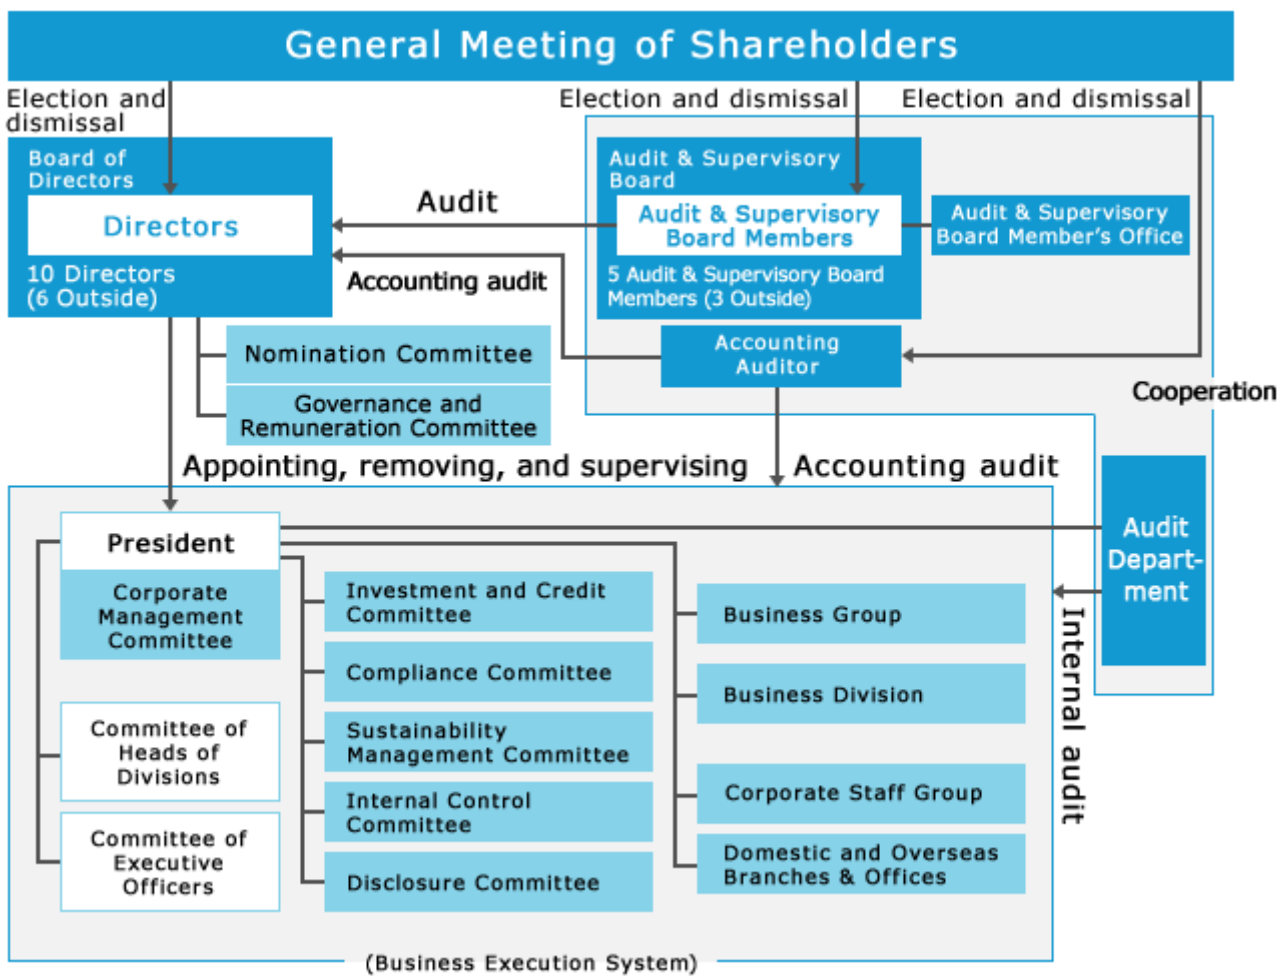 General Meeting of Shareholders
Election and
dismissal
Election and dismissal
Election and dismissal
Board of
Directors
Directors
10 Directors
(6 Outside)
Audit
Accounting audit
Audit & Supervisory
Board
Audit & Supervisory
Board Members
5 Audit & Supervisory Board
Members (3 Outside)
Audit & Supervisory
Board Member's Office
Accounting
Auditor
Nomination Committee
Governance and
Remuneration Committee
Cooperation
Appointing, removing, and supervising
Accounting audit
Audit
Depart-
ment
Internal audit
President
Corporate
Management
Committee
Committee of
Heads of
Divisions
Committee of
Executive
Officers
Investment and Credit
Committee
Compliance Committee
Sustainability
Management Committee
Internal Control
Committee
Disclosure Committee
Business Group
Business Division
Corporate Staff Group
Domestic and Overseas
Branches & Offices
(Business Execution System)